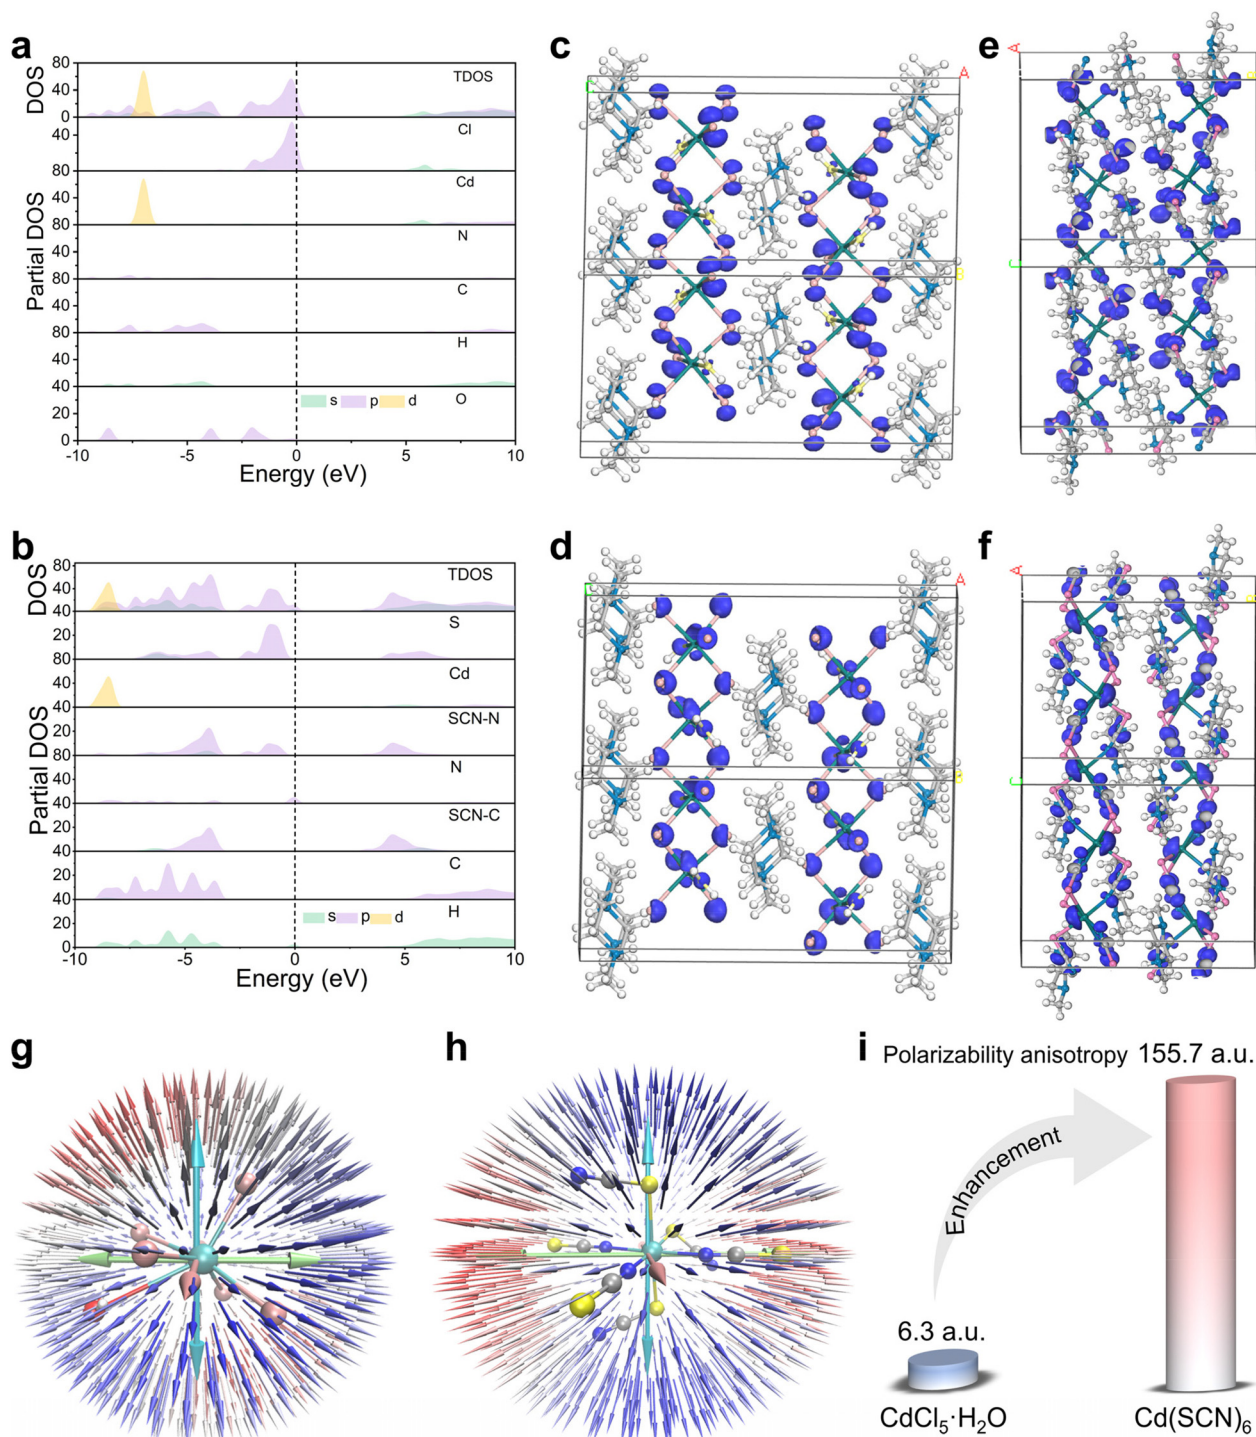 a
DOS
80
40
0
TDOS
Partial DOS
40
80
Cl
40
80
Cd
40
80
N
40
80
C
40
80
H
40
40
s p d
O
20
0
-10 -5 0 5 10
Energy (eV)
b
DOS
80
40
40
TDOS
Partial DOS
20
80
S
40
40
Cd
20
80
SCN-N
40
40
N
20
40
SCN-C
20
40
C
20
0
H
s p d
-10 -5 0 5 10
Energy (eV)
c
A
B
d
A
B
e
A
B
C
f
A
B
C
g
h
i
Polarizability anisotropy 155.7 a.u.
Enhancement
6.3 a.u.
CdCl₅·H₂O
Cd(SCN)₆